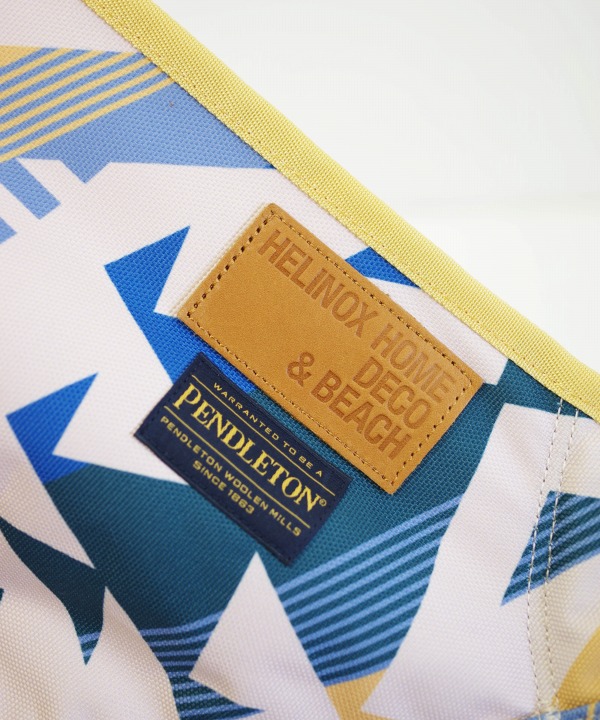 HELINOX HOME
DECO
& BEACH
WARRANTED TO BE A
PENDLETON®
PENDLETON WOOLEN MILLS
SINCE 1863